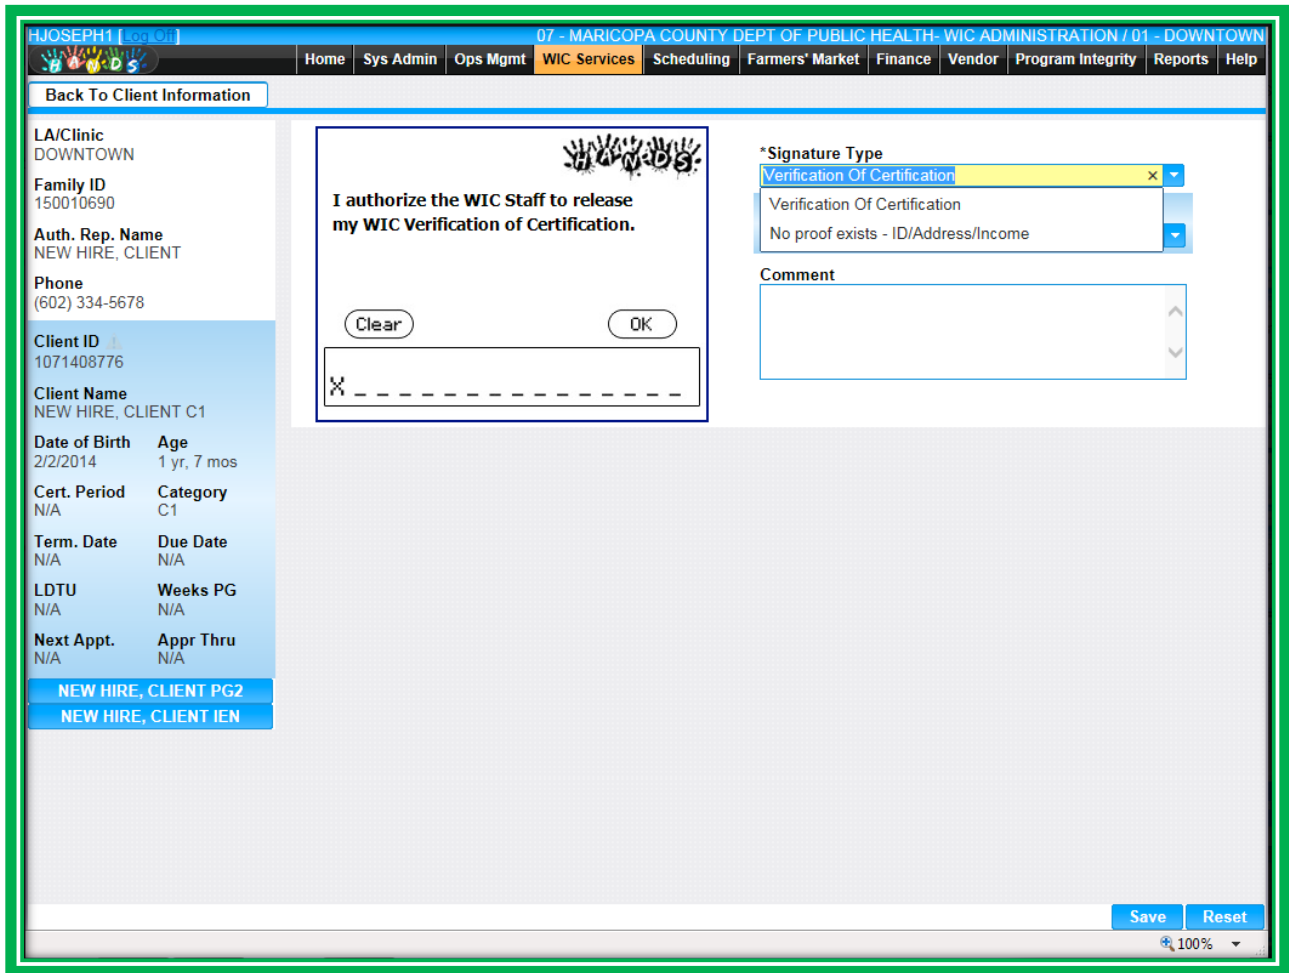 HJOSEPH1 [Log Off] 07 - MARICOPA COUNTY DEPT OF PUBLIC HEALTH- WIC ADMINISTRATION / 01 - DOWNTOWN
HANDS Home Sys Admin Ops Mgmt WIC Services Scheduling Farmers' Market Finance Vendor Program Integrity Reports Help
Back To Client Information
LA/Clinic
DOWNTOWN
Family ID
150010690
Auth. Rep. Name
NEW HIRE, CLIENT
Phone
(602) 334-5678
Client ID
1071408776
Client Name
NEW HIRE, CLIENT C1
Date of Birth Age
2/2/2014 1 yr, 7 mos
Cert. Period Category
N/A C1
Term. Date Due Date
N/A N/A
LDTU Weeks PG
N/A N/A
Next Appt. Appr Thru
N/A N/A
NEW HIRE, CLIENT PG2
NEW HIRE, CLIENT IEN
HANDS
I authorize the WIC Staff to release
my WIC Verification of Certification.
Clear OK
X _ _ _ _ _ _ _ _ _ _ _ _ _ _ _
*Signature Type
Verification Of Certification ×
Verification Of Certification
No proof exists - ID/Address/Income
Comment
Save Reset
100%